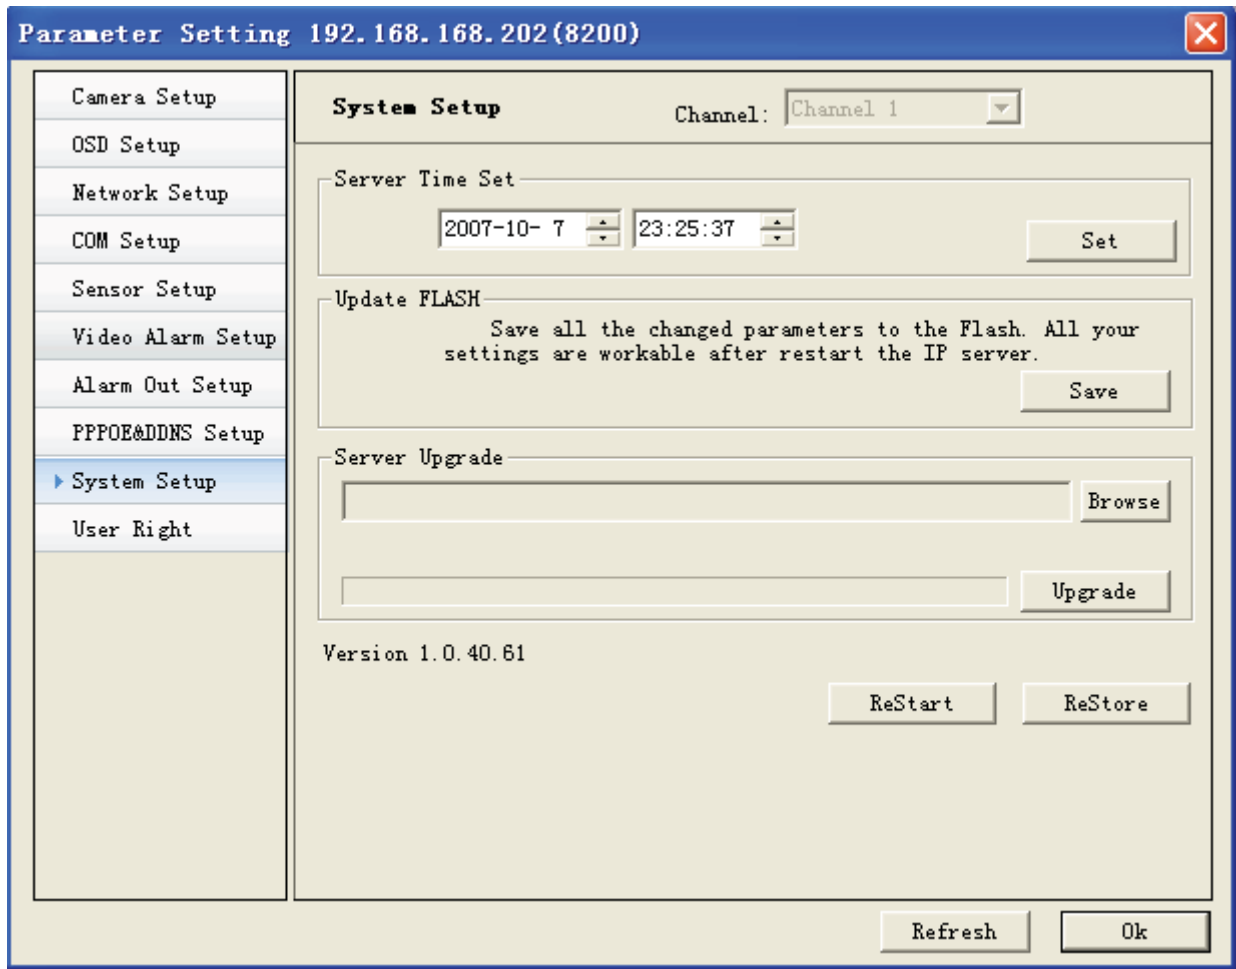 Parameter Setting 192.168.168.202(8200)
Camera Setup
OSD Setup
Network Setup
COM Setup
Sensor Setup
Video Alarm Setup
Alarm Out Setup
PPPOE&DDNS Setup
System Setup
User Right
System Setup
Channel: Channel 1
Server Time Set
2007-10- 7 23:25:37
Set
Update FLASH
Save all the changed parameters to the Flash. All your
settings are workable after restart the IP server.
Save
Server Upgrade
Browse
Upgrade
Version 1.0.40.61
ReStart ReStore
Refresh Ok